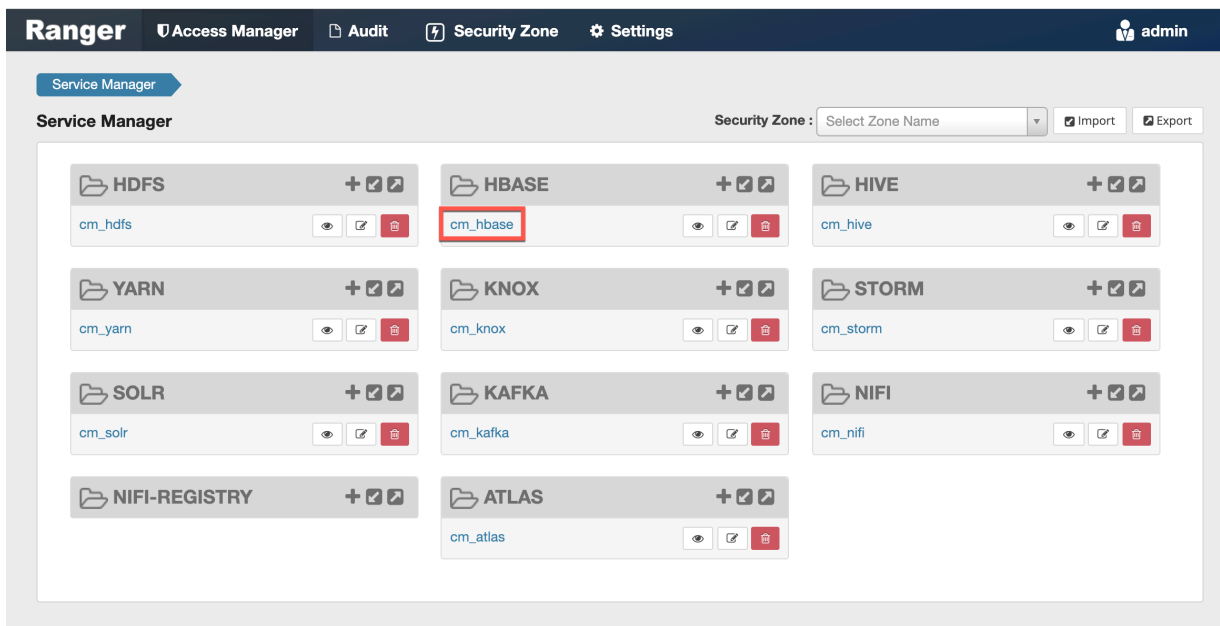 Ranger Access Manager Audit Security Zone Settings admin
Service Manager
Service Manager Security Zone : Select Zone Name Import Export
HDFS HBASE HIVE
cm_hdfs cm_hbase cm_hive
YARN KNOX STORM
cm_yarn cm_knox cm_storm
SOLR KAFKA NIFI
cm_solr cm_kafka cm_nifi
NIFI-REGISTRY ATLAS
cm_atlas